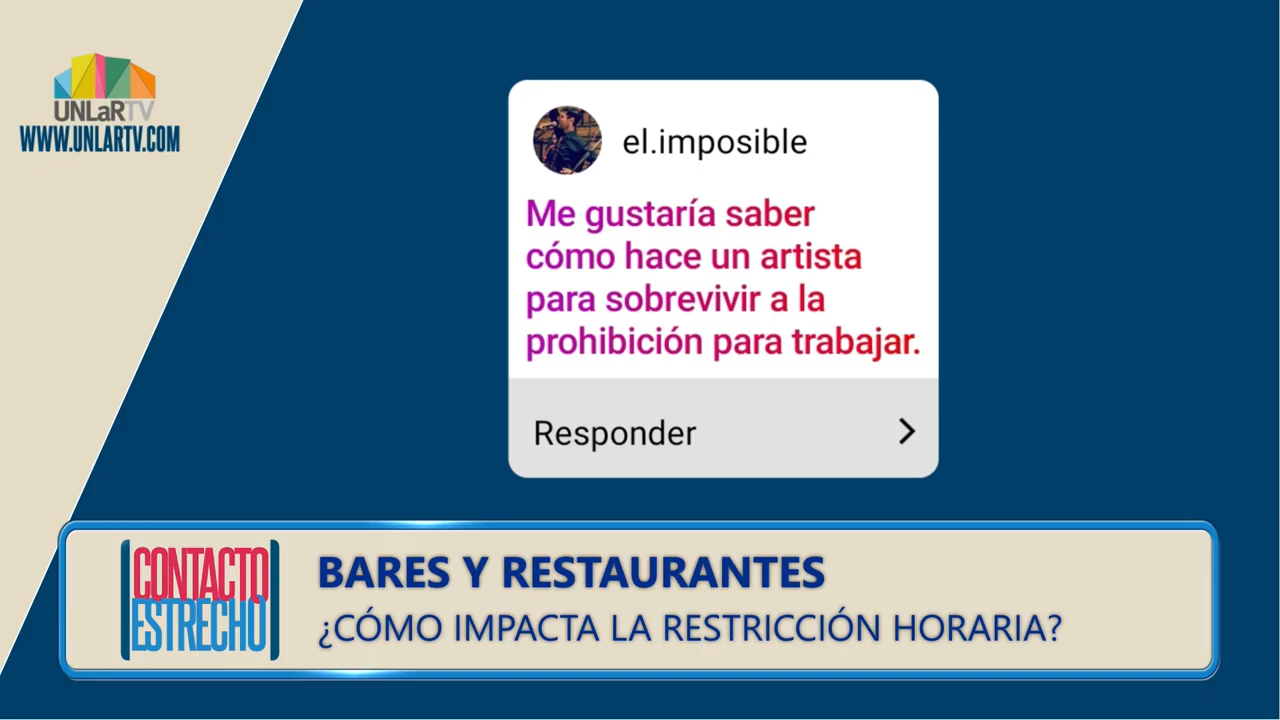 UNLaRTV
WWW.UNLARTV.COM
el.imposible
Me gustaría saber
cómo hace un artista
para sobrevivir a la
prohibición para trabajar.
Responder
CONTACTO
ESTRECHO
BARES Y RESTAURANTES
¿CÓMO IMPACTA LA RESTRICCIÓN HORARIA?